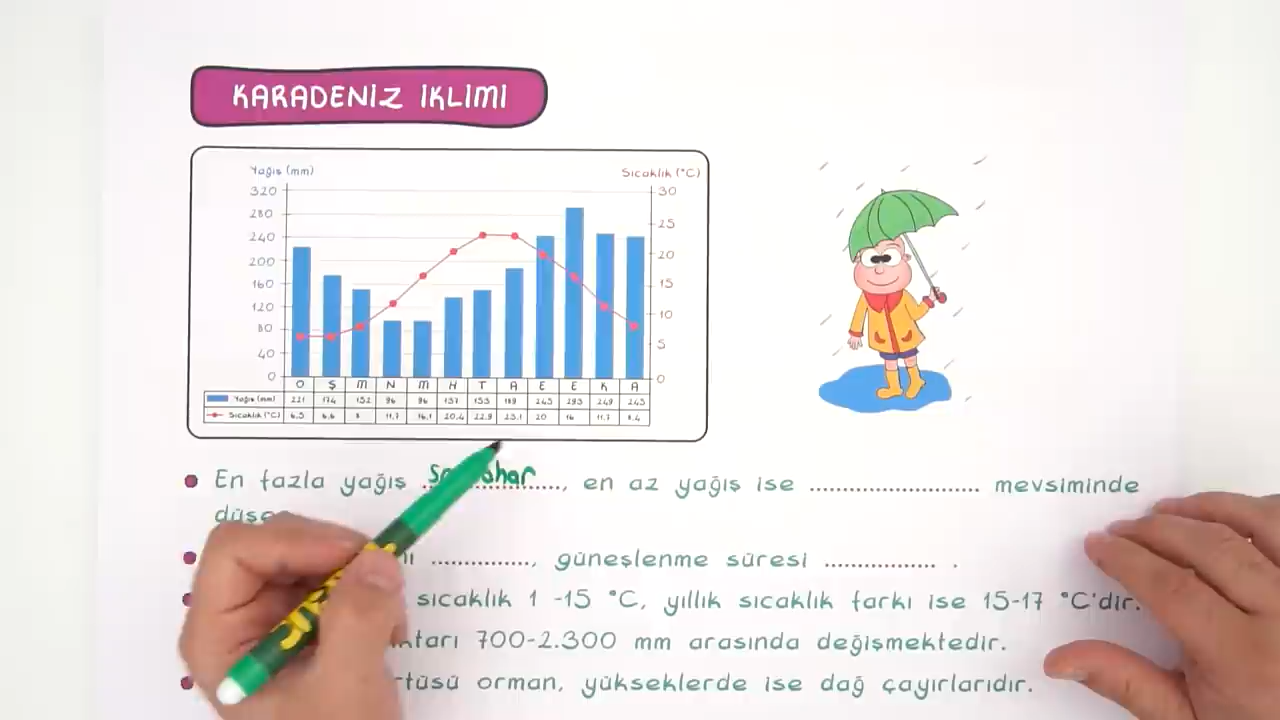 KARADENİZ İKLİMİ
Yağış (mm) Sıcaklık (°C)
320 30
280 25
240 20
200 15
160 10
120 5
80 0
40
0
O Ş M N M H T A E E K A
Yağış (mm) 221 174 152 96 96 137 153 189 243 293 249 243
Sıcaklık (°C) 6.5 6.6 8 11.7 16.1 20.4 22.9 23.1 20 16 11.7 8.4
En fazla yağış ..............., en az yağış ise .................... mevsiminde
............., güneşlenme süresi ............... .
sıcaklık 1 -15 °C, yıllık sıcaklık farkı ise 15-17 °C'dir.
700-2.300 mm arasında değişmektedir.
orman, yükseklerde ise dağ çayırlarıdır.